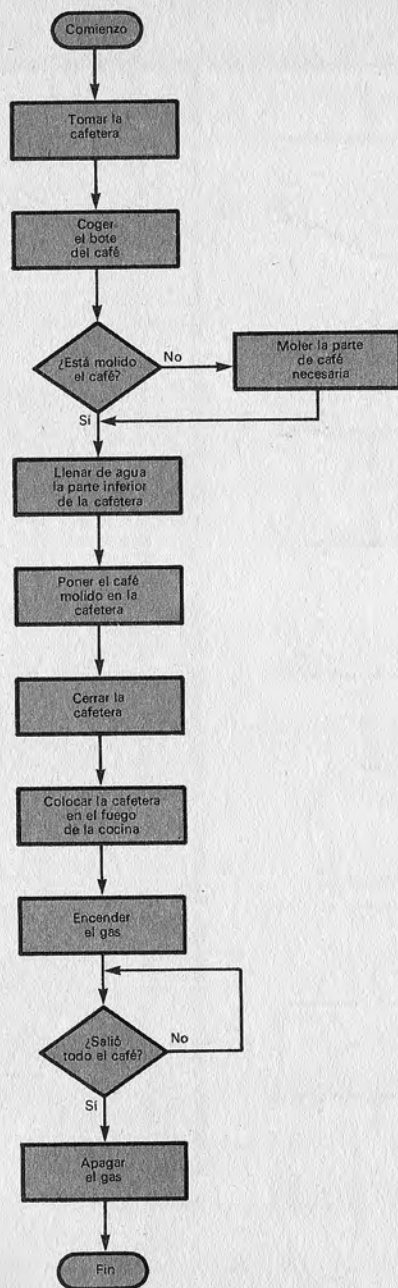 Comienzo
Tomar la
cafetera
Coger
el bote
del café
¿Está molido
el café?
No
Moler la parte
de café
necesaria
Sí
Llenar de agua
la parte inferior
de la cafetera
Poner el café
molido en la
cafetera
Cerrar la
cafetera
Colocar la cafetera
en el fuego
de la cocina
Encender
el gas
¿Salió
todo el café?
No
Sí
Apagar
el gas
Fin